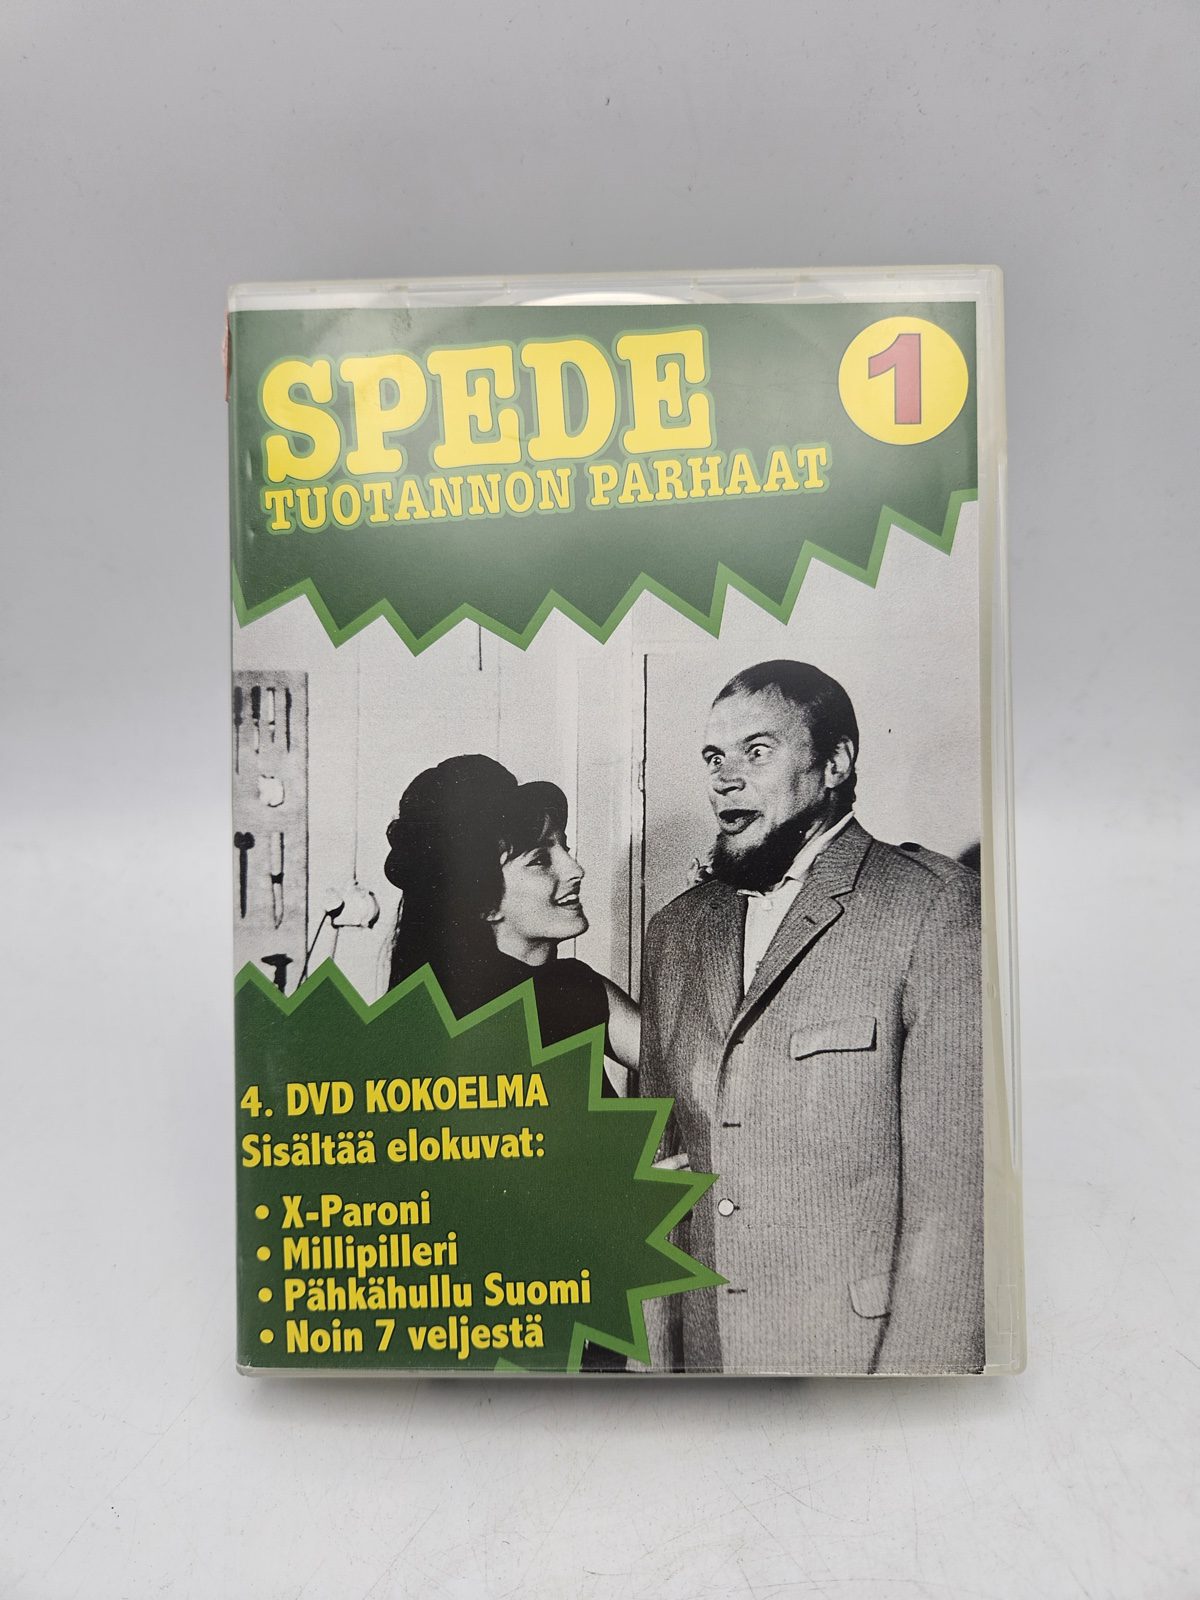 SPEDE
1
TUOTANNON PARHAAT
4. DVD KOKOELMA
Sisältää elokuvat:
• X-Paroni
• Millipilleri
• Pähkähullu Suomi
• Noin 7 veljestä